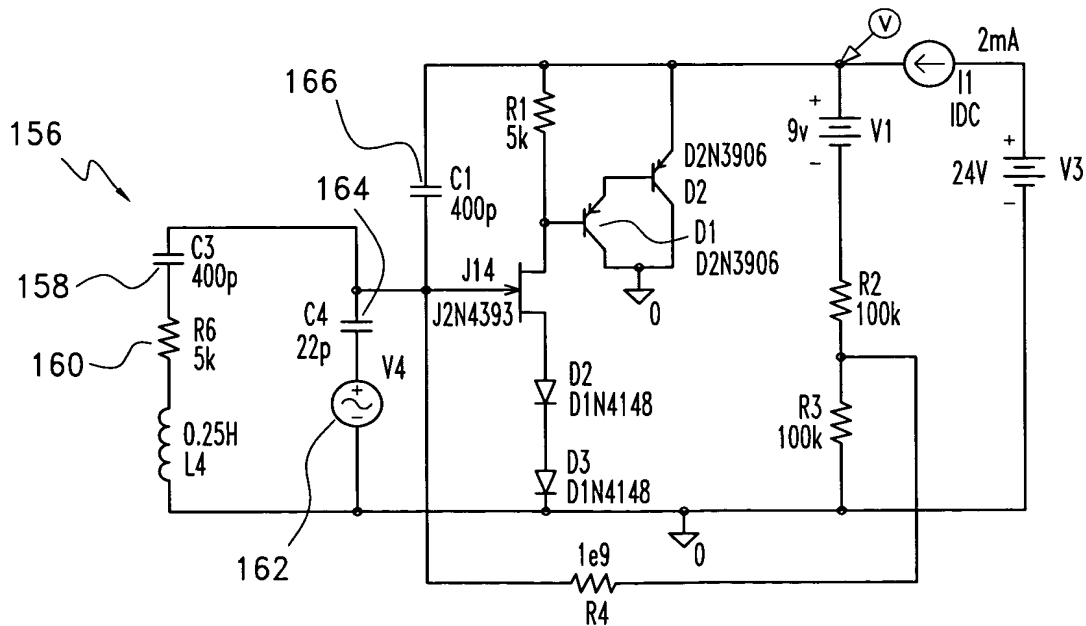 V
2mA
I1
IDC
166
R1
5k
+
9v
V1
-
+
24V
V3
-
156
164
C1
400p
D2N3906
D2
D1
D2N3906
C3
400p
158
J14
J2N4393
0
R2
100k
C4
22p
R6
5k
160
V4
+
-
D2
D1N4148
R3
100k
0.25H
L4
D3
D1N4148
162
0
1e9
R4